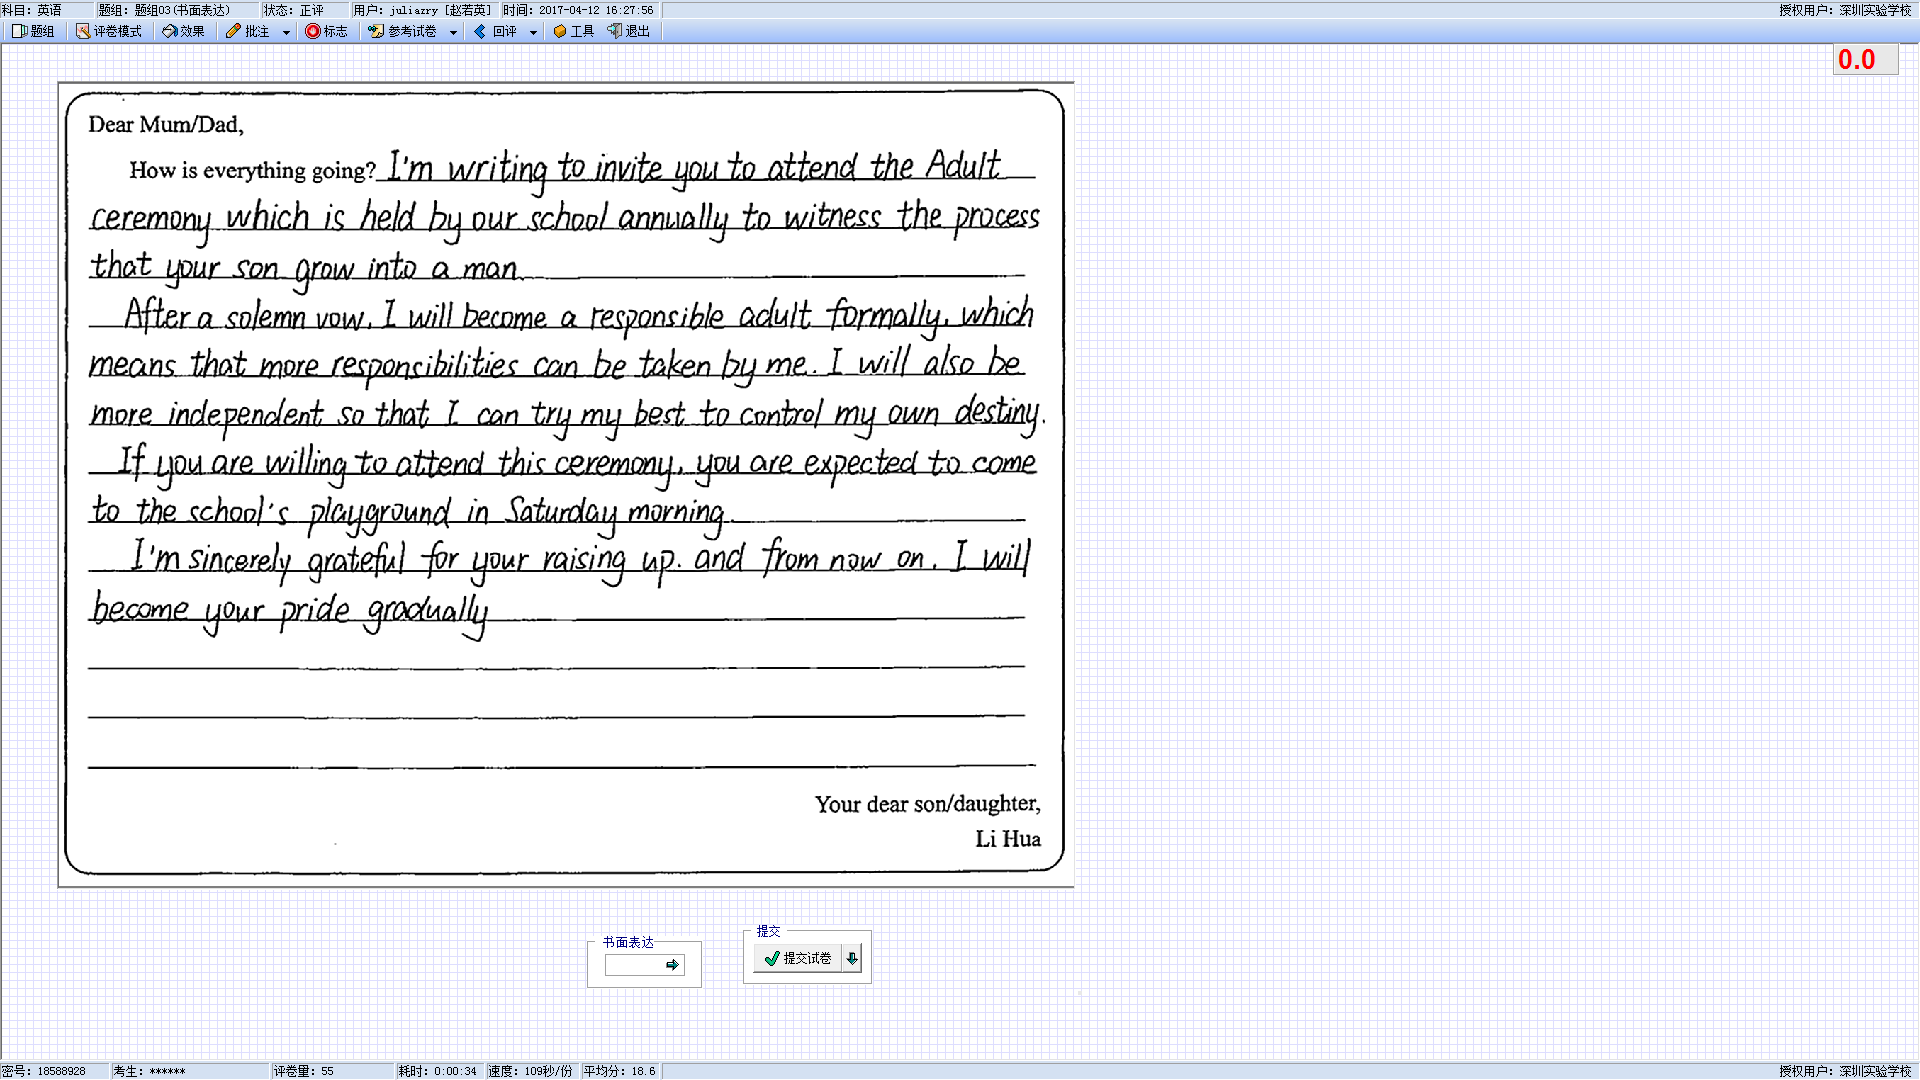 科目: 英语 题组: 题组03(书面表达) 状态: 正评 用户: juliazry [赵若英] 时间: 2017-04-12 16:27:56 授权用户: 深圳实验学校
题组 评卷模式 效果 批注 标志 参考试卷 回评 工具 退出
0.0
Dear Mum/Dad,
How is everything going? I'm writing to invite you to attend the Adult
ceremony which is held by our school annually to witness the process
that your son grow into a man.
After a solemn vow, I will become a responsible adult formally, which
means that more responsibilities can be taken by me. I will also be
more independent so that I can try my best to control my own destiny.
If you are willing to attend this ceremony, you are expected to come
to the school's playground in Saturday morning.
I'm sincerely grateful for your raising up. and from now on, I will
become your pride gradually
Your dear son/daughter,
Li Hua
书面表达
提交
提交试卷
密号: 18588928 考生: ****** 评卷量: 55 耗时: 0:00:34 速度: 109秒/份 平均分: 18.6 授权用户: 深圳实验学校